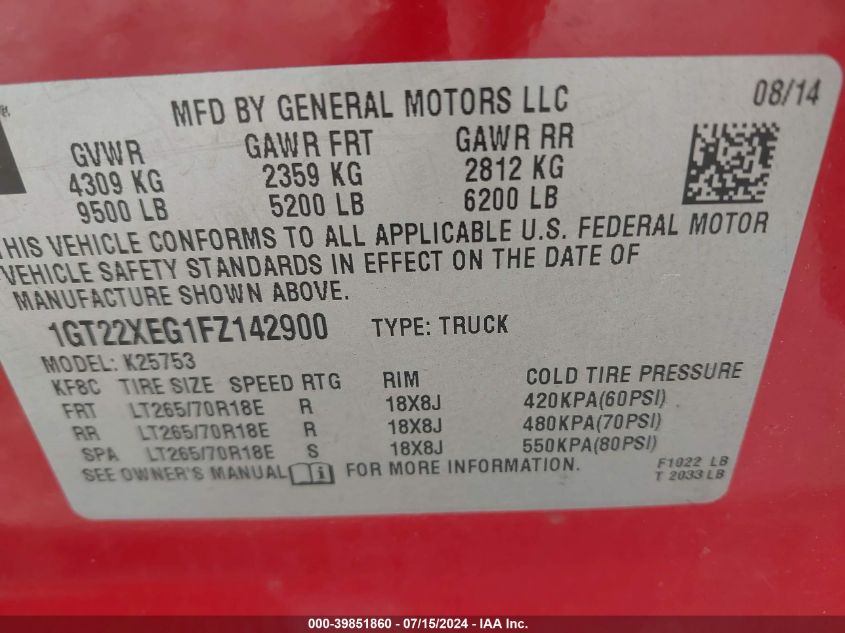 MFD BY GENERAL MOTORS LLC 08/14
GVWR GAWR FRT GAWR RR
4309 KG 2359 KG 2812 KG
9500 LB 5200 LB 6200 LB
THIS VEHICLE CONFORMS TO ALL APPLICABLE U.S. FEDERAL MOTOR
VEHICLE SAFETY STANDARDS IN EFFECT ON THE DATE OF
MANUFACTURE SHOWN ABOVE.
1GT22XEG1FZ142900 TYPE: TRUCK
MODEL: K25753
KF8C TIRE SIZE SPEED RTG RIM COLD TIRE PRESSURE
FRT LT265/70R18E R 18X8J 420KPA(60PSI)
RR LT265/70R18E R 18X8J 480KPA(70PSI)
SPA LT265/70R18E S 18X8J 550KPA(80PSI)
SEE OWNER'S MANUAL FOR MORE INFORMATION.
F1022 LB
T 2033 LB
000-39851860 - 07/15/2024 - IAA Inc.